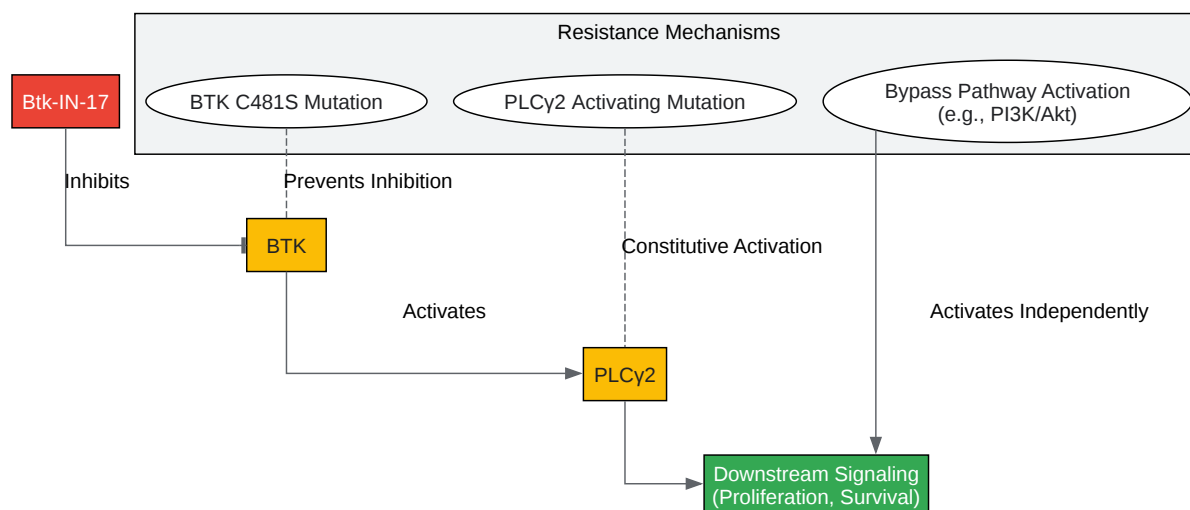 Resistance Mechanisms
Btk-IN-17
BTK C481S Mutation
PLCγ2 Activating Mutation
Bypass Pathway Activation
(e.g., PI3K/Akt)
Inhibits
Prevents Inhibition
BTK
Constitutive Activation
Activates
Activates Independently
PLCγ2
Downstream Signaling
(Proliferation, Survival)